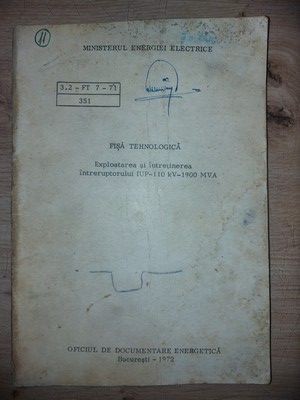 11
MINISTERUL ENERGIEI ELECTRICE
3.2 - FT 7 - 71
351
FIŞĂ TEHNOLOGICĂ
Exploatarea şi întreţinerea
întreruptorului IUP-110 kV-1900 MVA
OFICIUL DE DOCUMENTARE ENERGETICĂ
Bucureşti - 1972